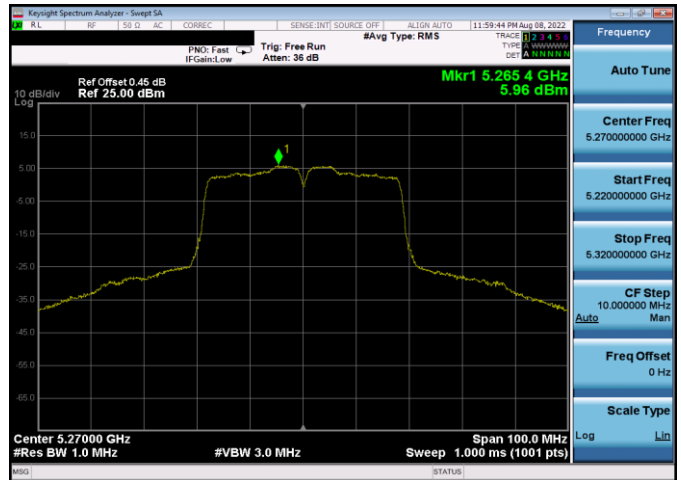 Keysight Spectrum Analyzer - Swept SA
RL RF 50 Ω AC CORREC SENSE:INT SOURCE OFF ALIGN AUTO 11:59:44 PM Aug 08, 2022
#Avg Type: RMS
TRACE 1 2 3 4 5 6
PNO: Fast Trig: Free Run
TYPE A WWWWW
IFGain:Low Atten: 36 dB
DET A N N N N N
Ref Offset 0.45 dB
Mkr1 5.265 4 GHz
10 dB/div Ref 25.00 dBm
5.96 dBm
Log
15.0
1
5.00
-5.00
-15.0
-25.0
-35.0
-45.0
-55.0
-65.0
Center 5.27000 GHz Span 100.0 MHz
#Res BW 1.0 MHz #VBW 3.0 MHz Sweep 1.000 ms (1001 pts)
MSG STATUS
Frequency
Auto Tune
Center Freq
5.270000000 GHz
Start Freq
5.220000000 GHz
Stop Freq
5.320000000 GHz
CF Step
10.000000 MHz
Auto Man
Freq Offset
0 Hz
Scale Type
Log Lin